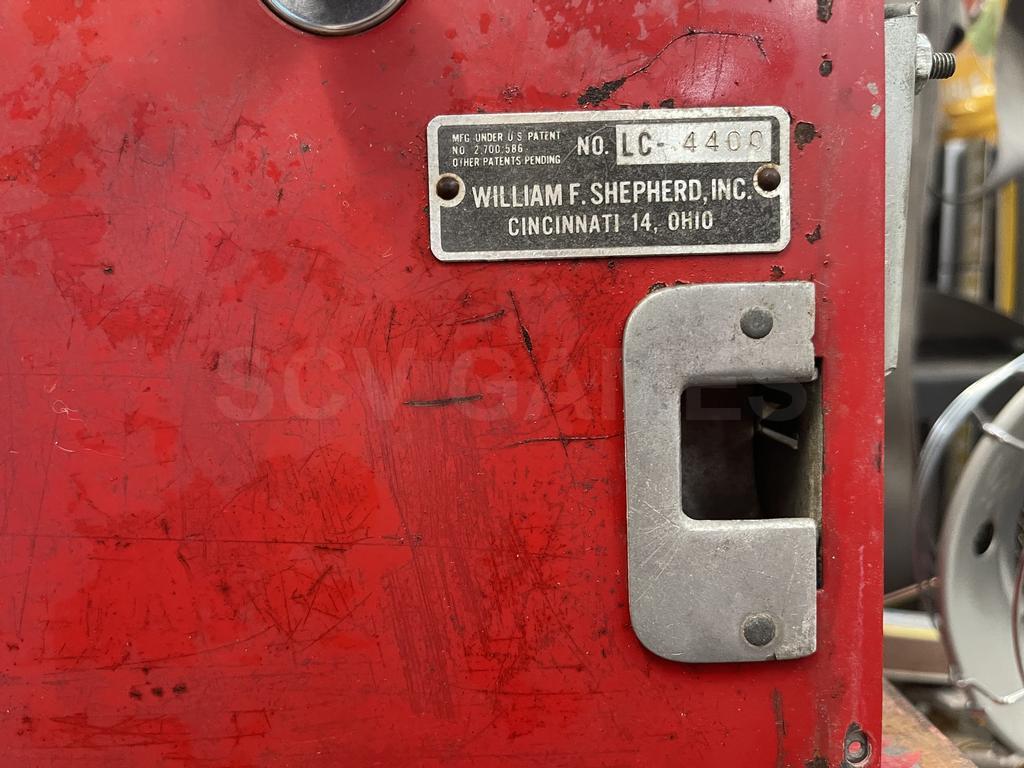 MFG UNDER U.S. PATENT
NO 2,700,586
OTHER PATENTS PENDING
NO. LC- 4400
WILLIAM F. SHEPHERD, INC.
CINCINNATI 14, OHIO
SCV GAMES